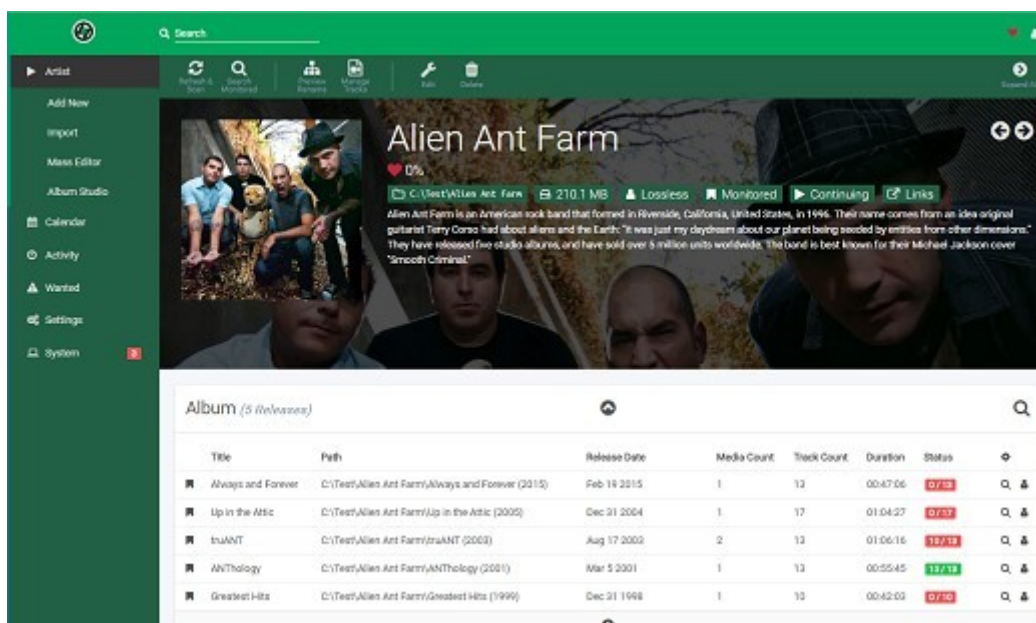 Search
Artist
Add New
Import
Mass Editor
Album Studio
Calendar
Activity
Wanted
Settings
System 3
Refresh & Scan
Search Monitored
Preview Rename
Manage Tracks
Edit
Delete
Alien Ant Farm
0%
C:\Test\Alien Ant Farm 210.1 MB Lossless Monitored Continuing Links
Alien Ant Farm is an American rock band that formed in Riverside, California, United States, in 1996. Their name comes from an idea original
guitarist Terry Corso had about aliens and the Earth: "It was just my daydream about our planet being seeded by entities from other dimensions."
They have released five studio albums, and have sold over 5 million units worldwide. The band is best known for their Michael Jackson cover
"Smooth Criminal."
Album (5 Releases)
Title Path Release Date Media Count Track Count Duration Status
Always and Forever C:\Test\Alien Ant Farm\Always and Forever (2015) Feb 19 2015 1 13 00:47:06 0/13
Up in the Attic C:\Test\Alien Ant Farm\Up in the Attic (2005) Dec 31 2004 1 17 01:04:27 0/17
truANT C:\Test\Alien Ant Farm\truANT (2003) Aug 17 2003 2 13 01:06:16 10/13
ANThology C:\Test\Alien Ant Farm\ANThology (2001) Mar 5 2001 1 13 00:55:45 13/13
Greatest Hits C:\Test\Alien Ant Farm\Greatest Hits (1999) Dec 31 1998 1 10 00:42:03 0/10